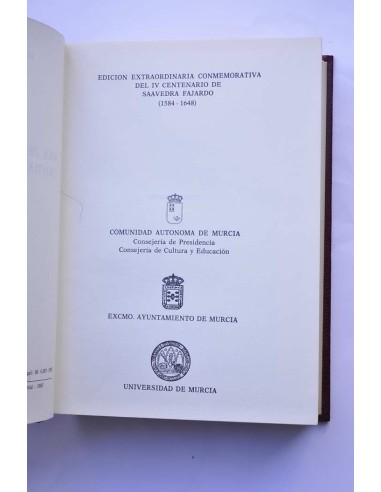 EDICION EXTRAORDINARIA CONMEMORATIVA
DEL IV CENTENARIO DE
SAAVEDRA FAJARDO
(1584-1648)
COMUNIDAD AUTONOMA DE MURCIA
Consejería de Presidencia
Consejería de Cultura y Educación
EXCMO. AYUNTAMIENTO DE MURCIA
UNIVERSIDAD DE MURCIA